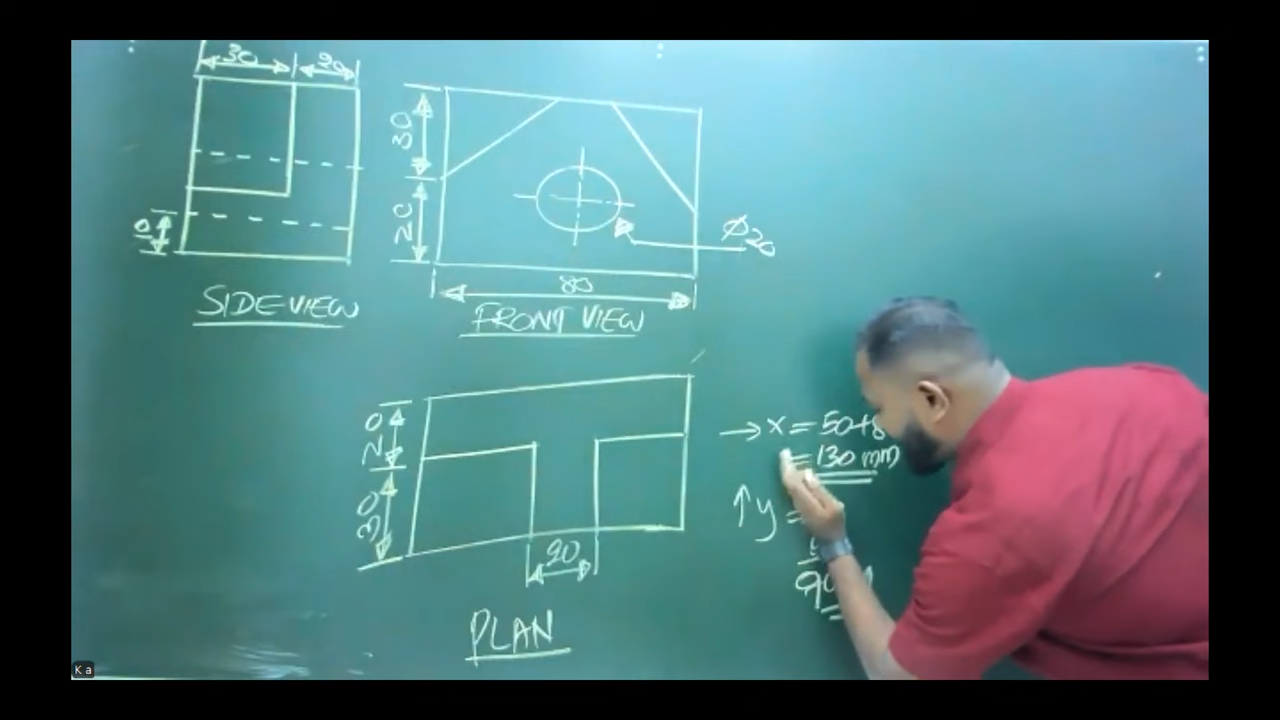 30 20
30
20
10
Ø20
80
SIDE VIEW
FRONT VIEW
20
30
20
PLAN
→ x = 50+8
= 130 mm
↑ y =
90
K a